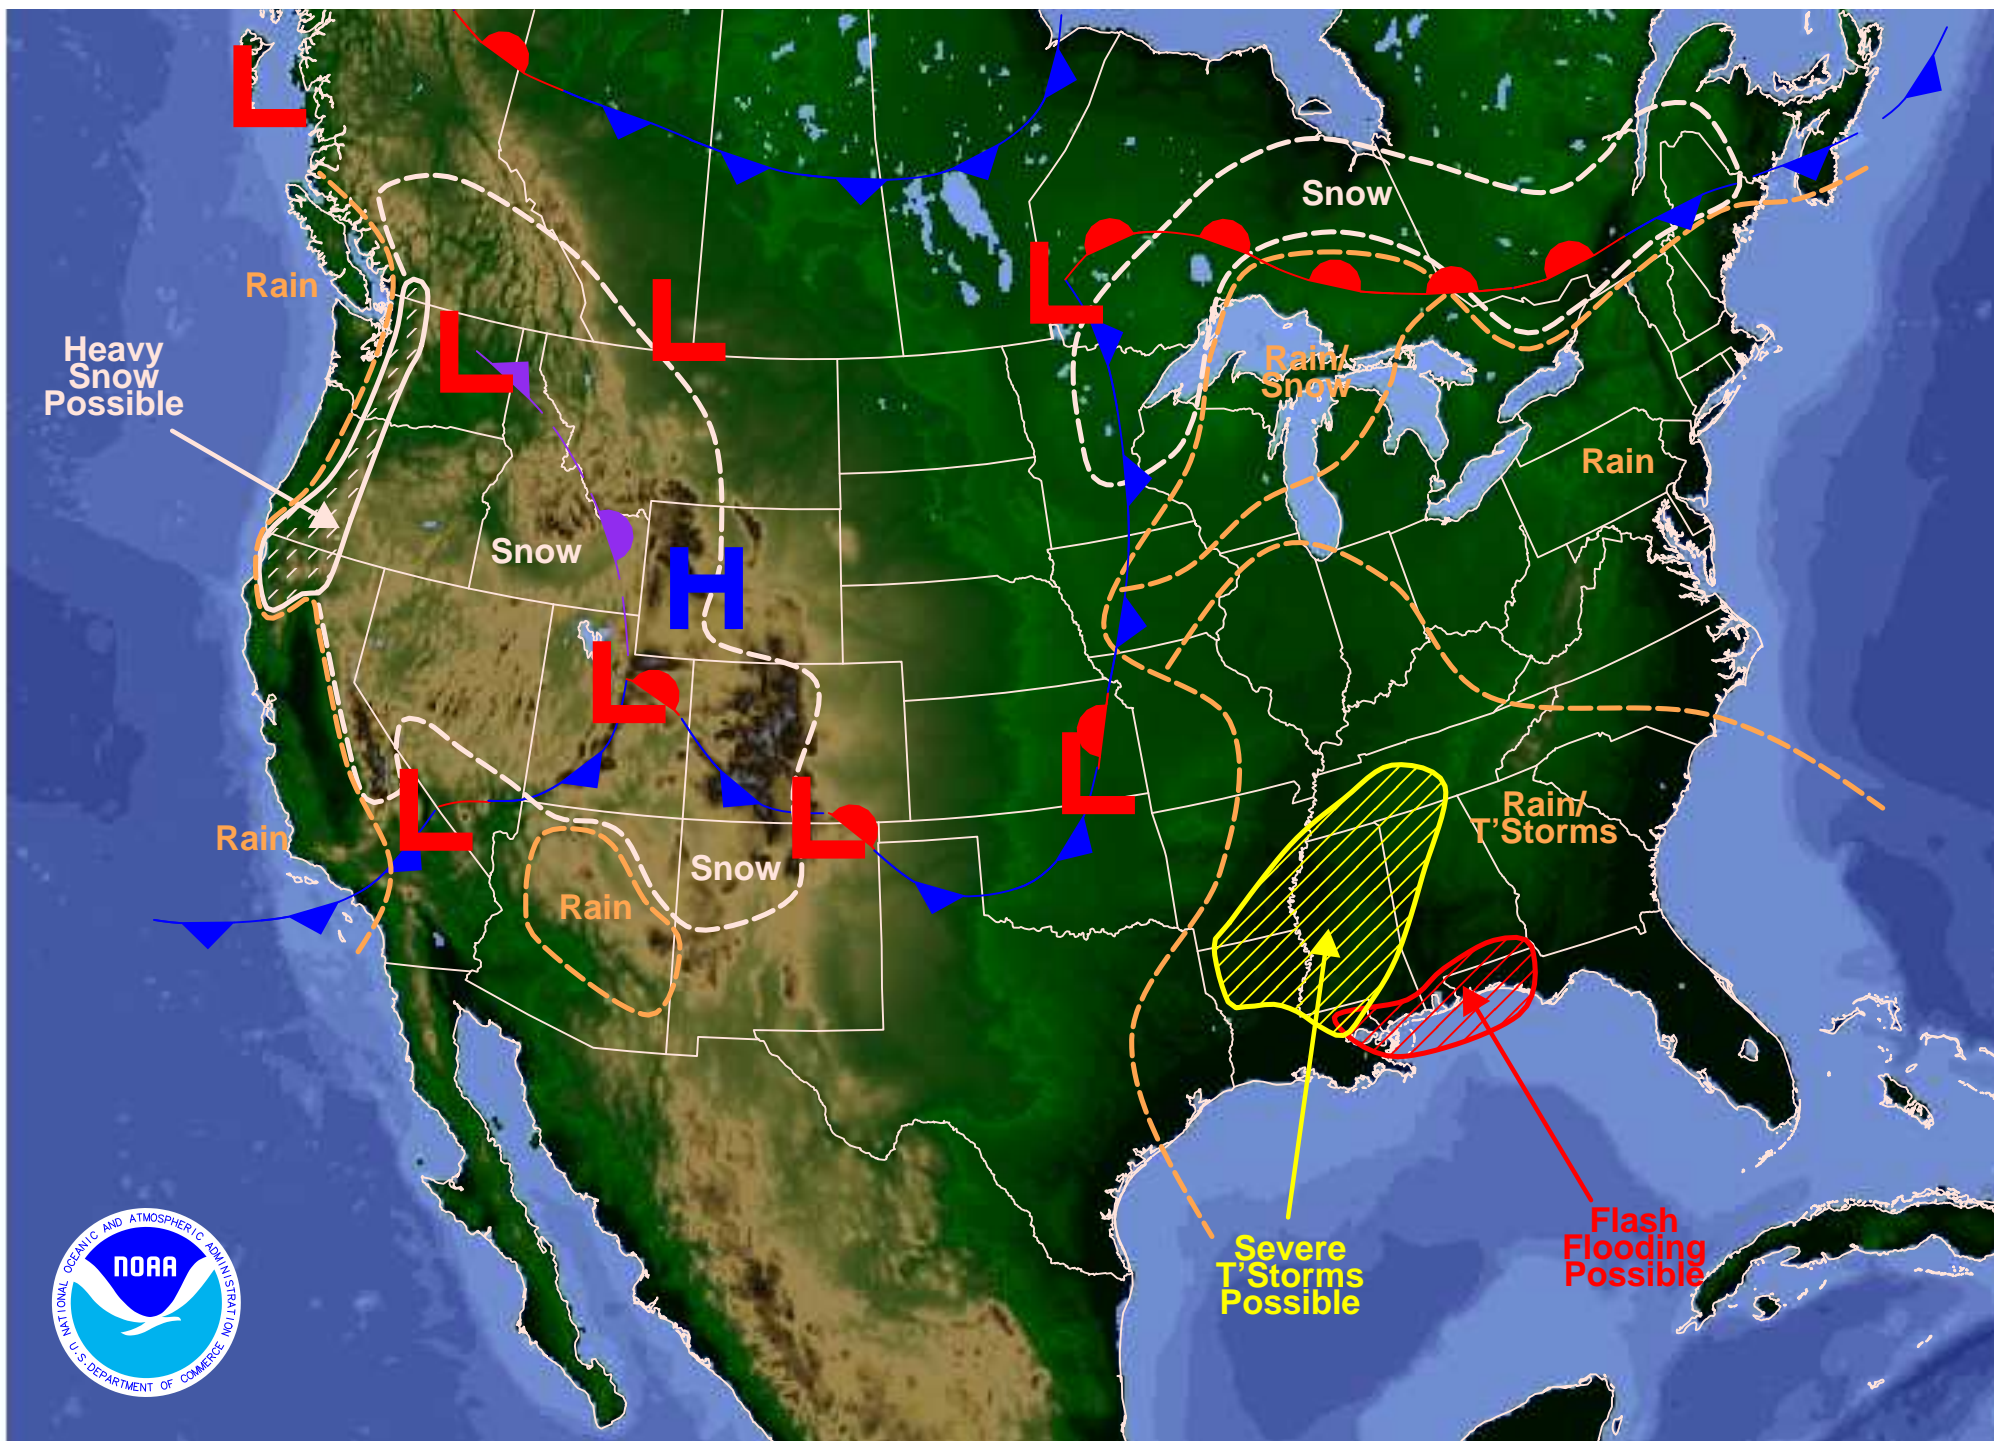 L
Snow
Rain
L
L
L
Heavy
Snow
Possible
Rain/
Snow
Rain
Snow
H
L
L
L
L
Rain/
T'Storms
Rain
Snow
Rain
Flash
Flooding
Possible
Severe
T'Storms
Possible
NATIONAL OCEANIC AND ATMOSPHERIC ADMINISTRATION
NOAA
U.S. DEPARTMENT OF COMMERCE